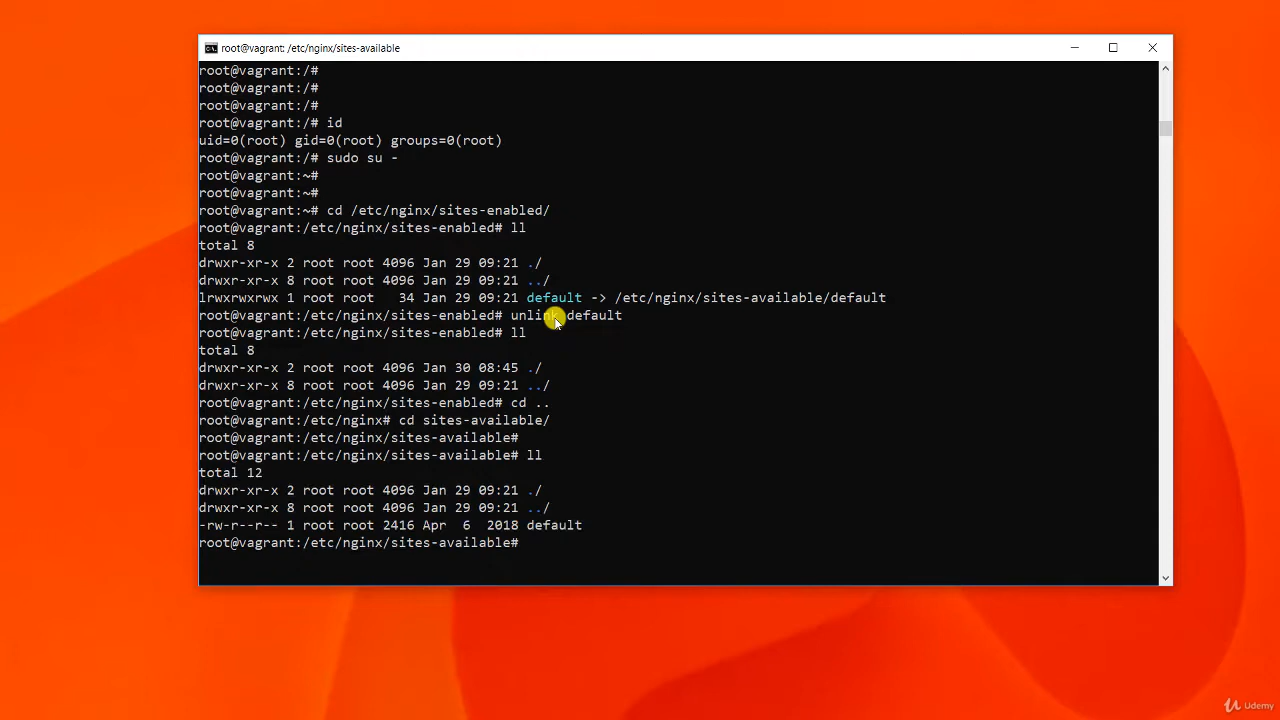 root@vagrant: /etc/nginx/sites-available
root@vagrant:/#
root@vagrant:/#
root@vagrant:/#
root@vagrant:/# id
uid=0(root) gid=0(root) groups=0(root)
root@vagrant:/# sudo su -
root@vagrant:~#
root@vagrant:~#
root@vagrant:~# cd /etc/nginx/sites-enabled/
root@vagrant:/etc/nginx/sites-enabled# ll
total 8
drwxr-xr-x 2 root root 4096 Jan 29 09:21 ./
drwxr-xr-x 8 root root 4096 Jan 29 09:21 ../
lrwxrwxrwx 1 root root   34 Jan 29 09:21 default -> /etc/nginx/sites-available/default
root@vagrant:/etc/nginx/sites-enabled# unlink default
root@vagrant:/etc/nginx/sites-enabled# ll
total 8
drwxr-xr-x 2 root root 4096 Jan 30 08:45 ./
drwxr-xr-x 8 root root 4096 Jan 29 09:21 ../
root@vagrant:/etc/nginx/sites-enabled# cd ..
root@vagrant:/etc/nginx# cd sites-available/
root@vagrant:/etc/nginx/sites-available#
root@vagrant:/etc/nginx/sites-available# ll
total 12
drwxr-xr-x 2 root root 4096 Jan 29 09:21 ./
drwxr-xr-x 8 root root 4096 Jan 29 09:21 ../
-rw-r--r-- 1 root root 2416 Apr  6  2018 default
root@vagrant:/etc/nginx/sites-available#
Udemy